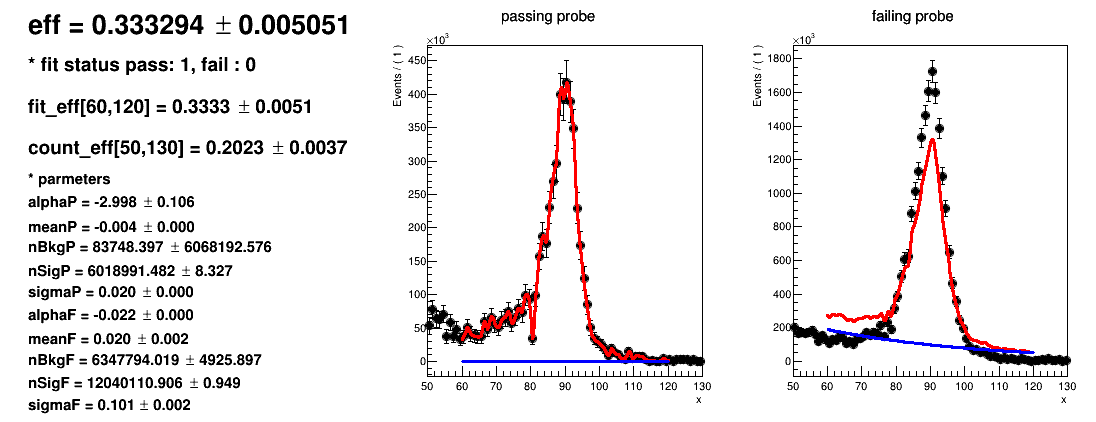 eff = 0.333294 ± 0.005051
* fit status pass: 1, fail : 0
fit_eff[60,120] = 0.3333 ± 0.0051
count_eff[50,130] = 0.2023 ± 0.0037
* parmeters
alphaP = -2.998 ± 0.106
meanP = -0.004 ± 0.000
nBkgP = 83748.397 ± 6068192.576
nSigP = 6018991.482 ± 8.327
sigmaP = 0.020 ± 0.000
alphaF = -0.022 ± 0.000
meanF = 0.020 ± 0.002
nBkgF = 6347794.019 ± 4925.897
nSigF = 12040110.906 ± 0.949
sigmaF = 0.101 ± 0.002
passing probe
×10³
Events / ( 1 )
450
400
350
300
250
200
150
100
50
0
50 60 70 80 90 100 110 120 130
x
failing probe
×10³
Events / ( 1 )
1800
1600
1400
1200
1000
800
600
400
200
0
50 60 70 80 90 100 110 120 130
x